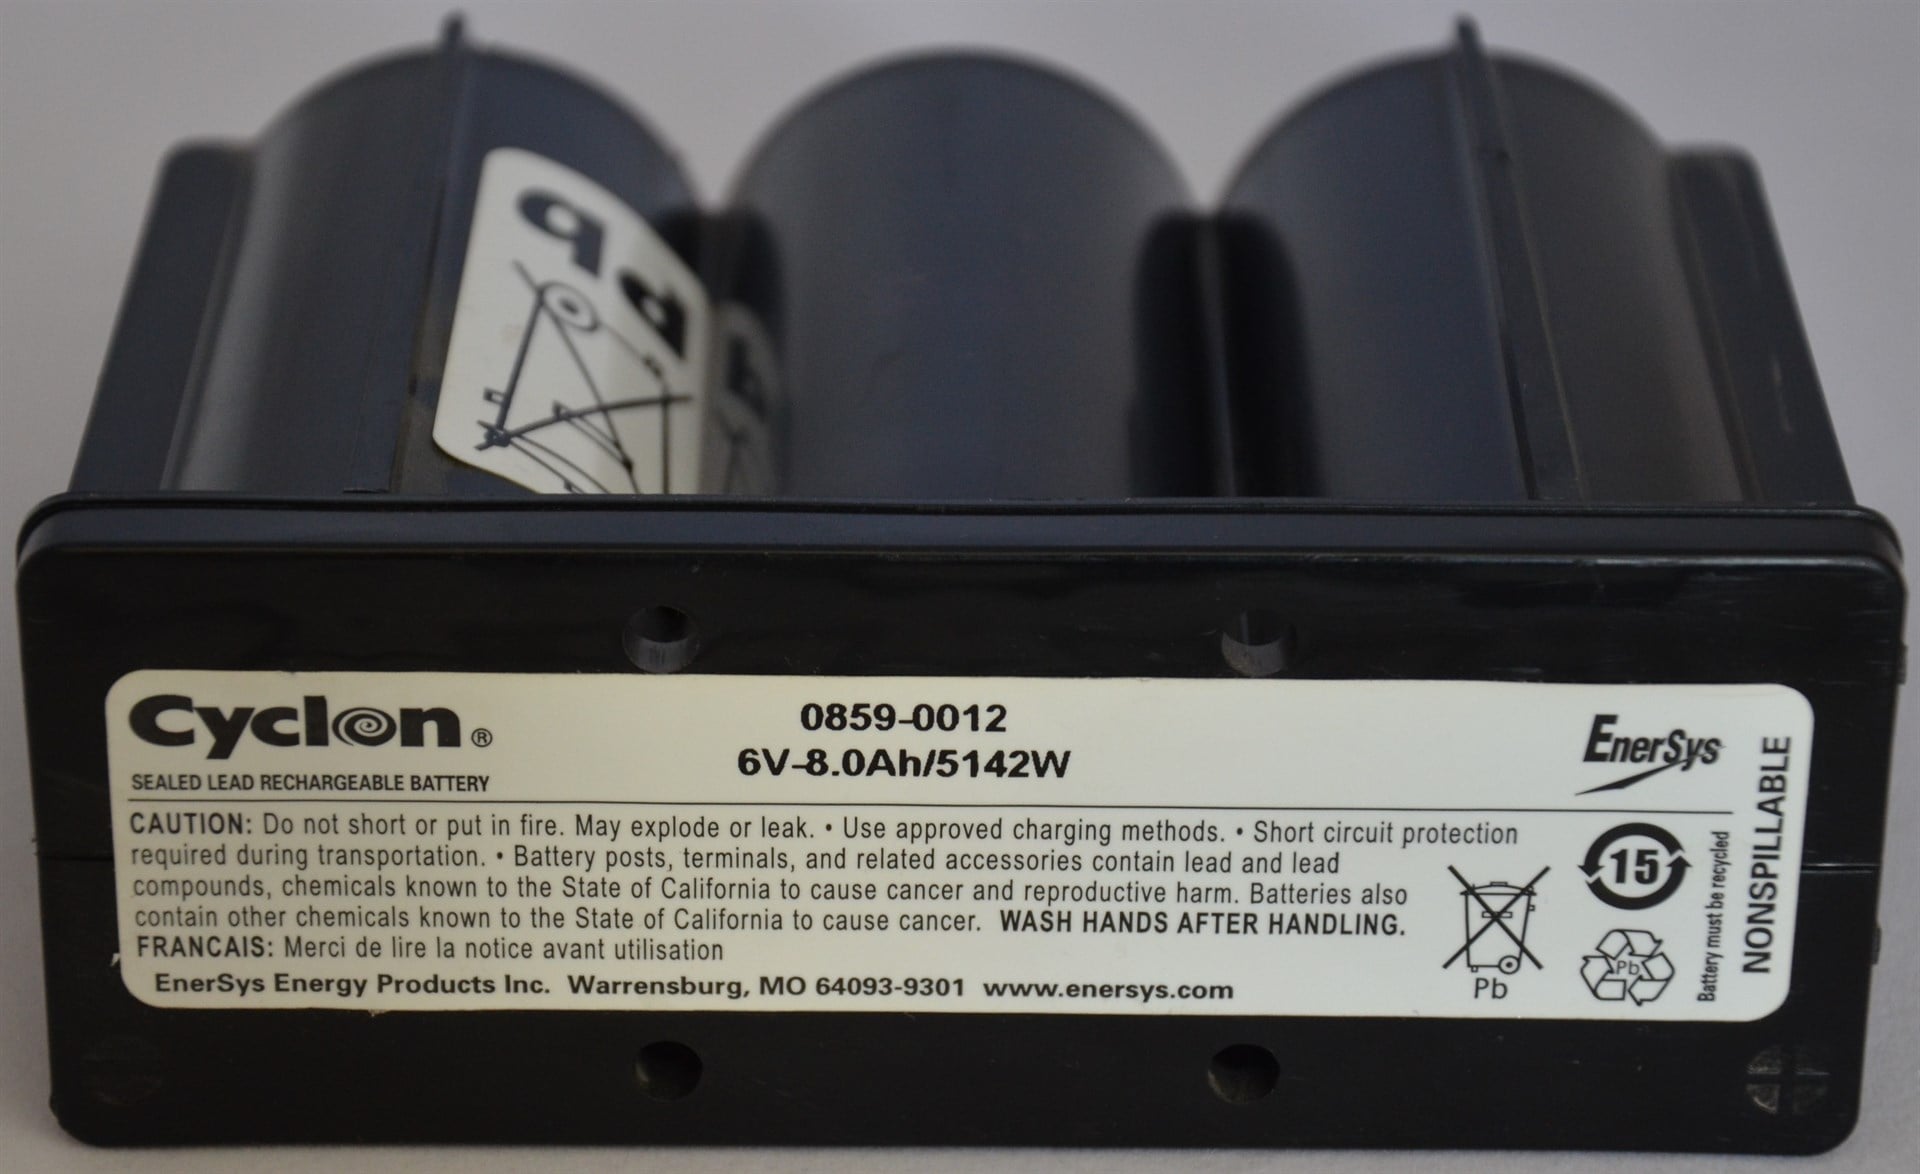 Pb
Cyclon®
SEALED LEAD RECHARGEABLE BATTERY
0859-0012
6V-8.0Ah/5142W
EnerSys
CAUTION: Do not short or put in fire. May explode or leak. • Use approved charging methods. • Short circuit protection
required during transportation. • Battery posts, terminals, and related accessories contain lead and lead
compounds, chemicals known to the State of California to cause cancer and reproductive harm. Batteries also
contain other chemicals known to the State of California to cause cancer. WASH HANDS AFTER HANDLING.
FRANCAIS: Merci de lire la notice avant utilisation
EnerSys Energy Products Inc. Warrensburg, MO 64093-9301 www.enersys.com
Pb
15
Pb
Battery must be recycled
NONSPILLABLE